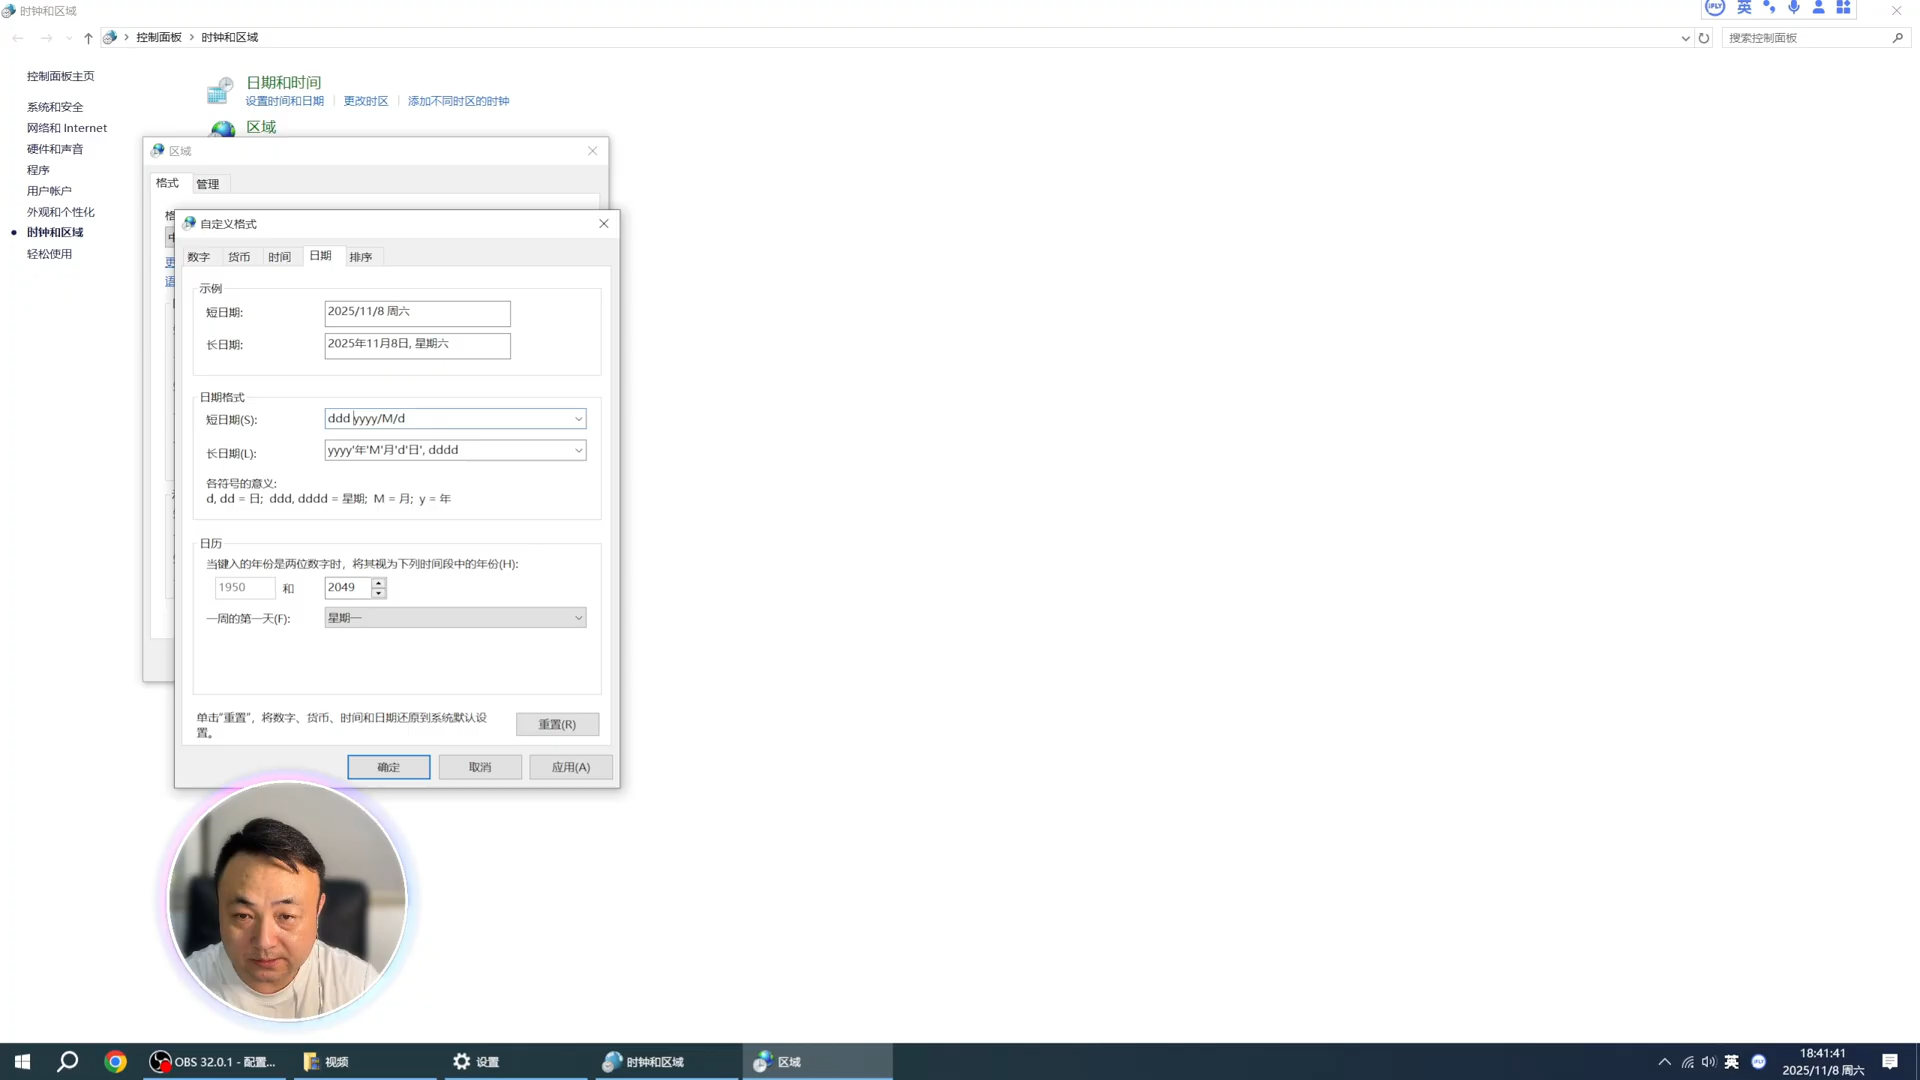 时钟和区域
iFLY 英
控制面板 > 时钟和区域
搜索控制面板
控制面板主页
系统和安全
网络和 Internet
硬件和声音
程序
用户帐户
外观和个性化
时钟和区域
轻松使用
日期和时间
设置时间和日期 | 更改时区 | 添加不同时区的时钟
区域
区域
格式 管理
自定义格式
数字 货币 时间 日期 排序
示例
短日期: 2025/11/8 周六
长日期: 2025年11月8日, 星期六
日期格式
短日期(S): ddd yyyy/M/d
长日期(L): yyyy'年'M'月'd'日', dddd
各符号的意义:
d, dd = 日; ddd, dddd = 星期; M = 月; y = 年
日历
当键入的年份是两位数字时，将其视为下列时间段中的年份(H):
1950 和 2049
一周的第一天(F): 星期一
单击"重置"，将数字、货币、时间和日期还原到系统默认设
置。
重置(R)
确定 取消 应用(A)
OBS 32.0.1 - 配置... 视频 设置 时钟和区域 区域
英
18:41:41
2025/11/8 周六